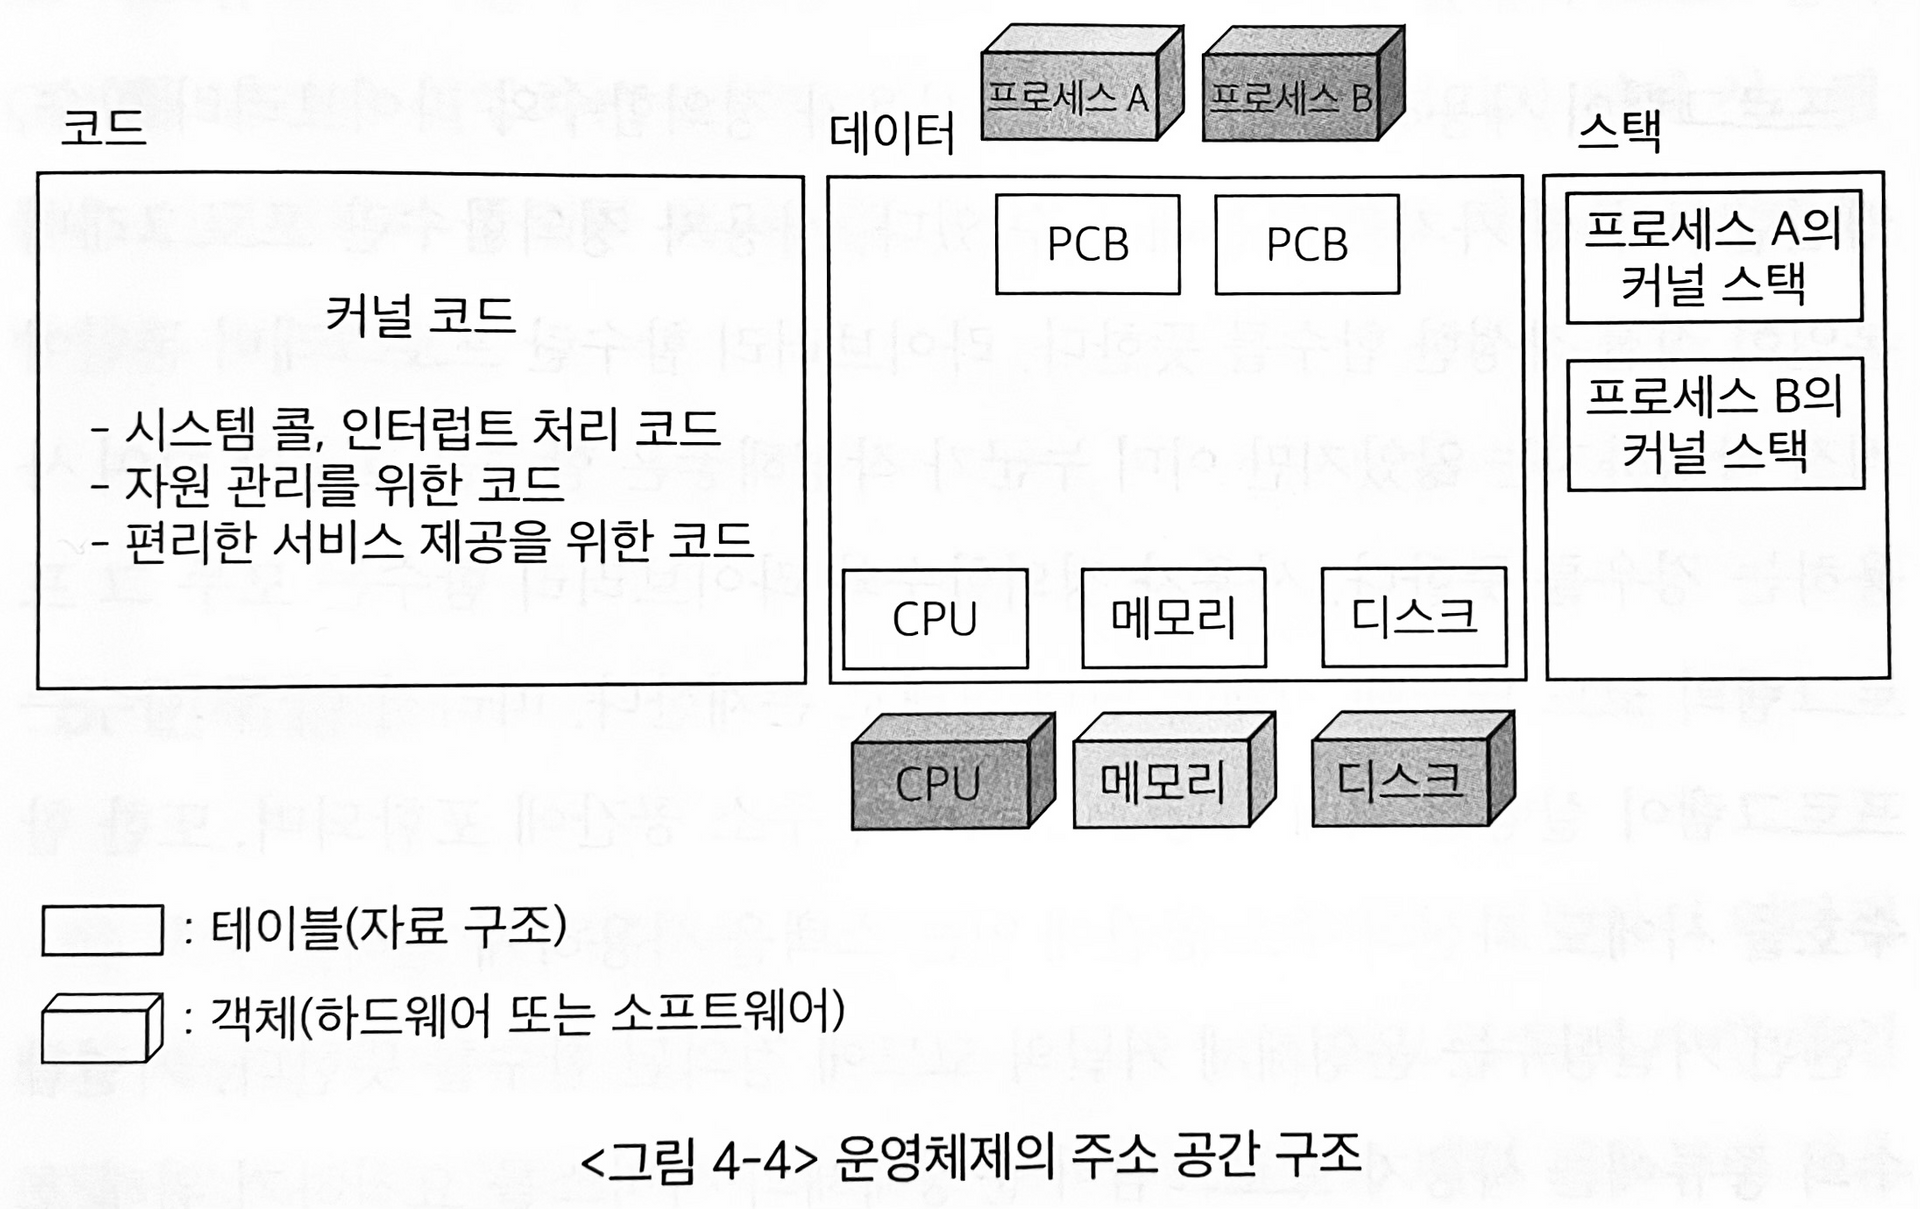 프로세스 A
프로세스 B
코드
데이터
스택
커널 코드
- 시스템 콜, 인터럽트 처리 코드
- 자원 관리를 위한 코드
- 편리한 서비스 제공을 위한 코드
PCB
PCB
CPU
메모리
디스크
프로세스 A의
커널 스택
프로세스 B의
커널 스택
CPU
메모리
디스크
: 테이블(자료 구조)
: 객체(하드웨어 또는 소프트웨어)
<그림 4-4> 운영체제의 주소 공간 구조